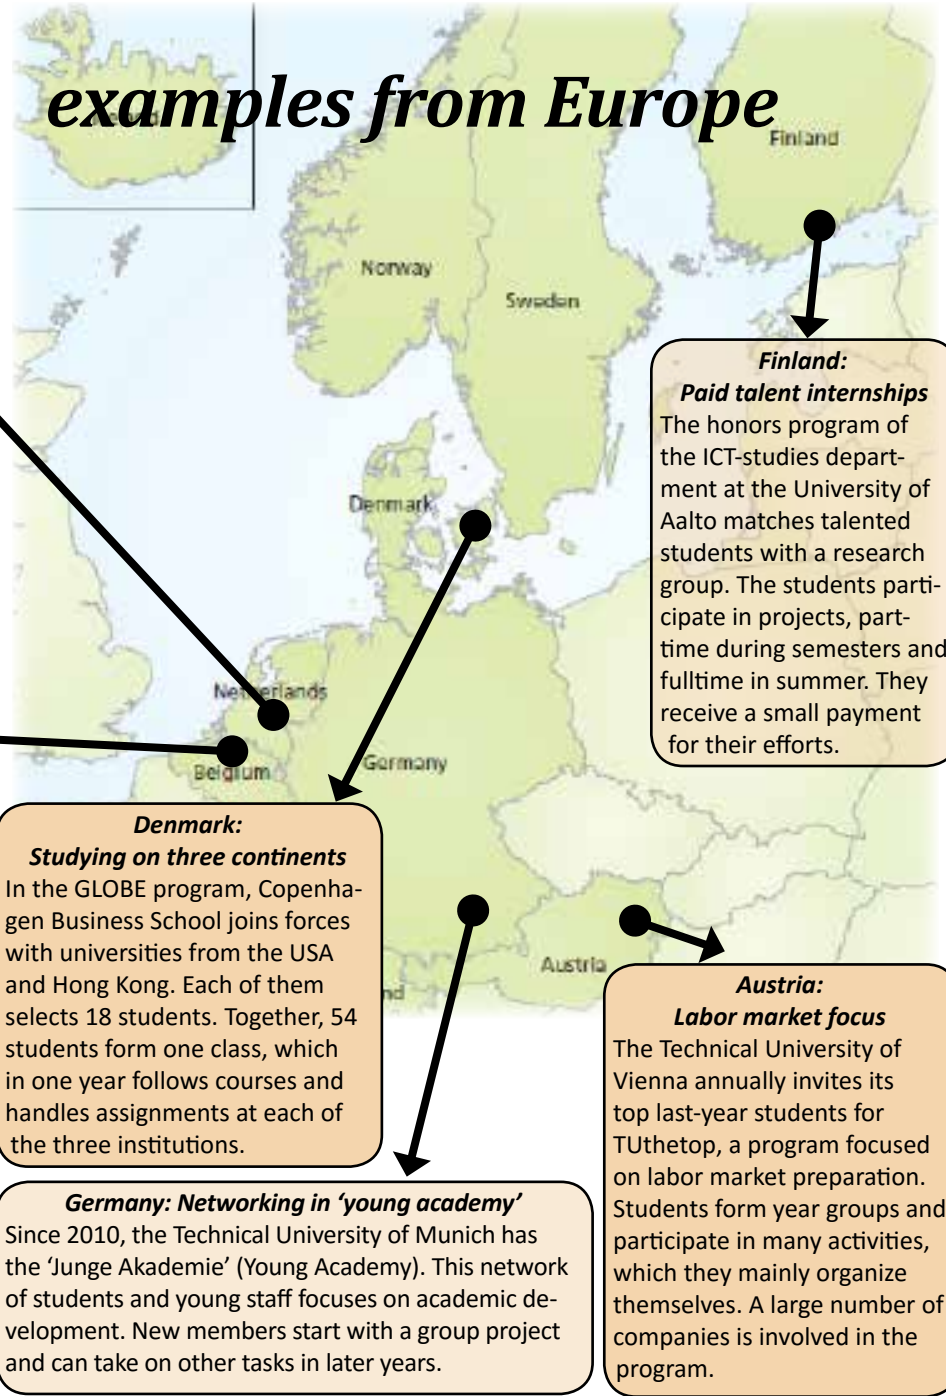 examples from Europe
Finland
Norway
Sweden
Finland:
Paid talent internships
The honors program of
the ICT-studies depart-
ment at the University of
Aalto matches talented
students with a research
group. The students parti-
cipate in projects, part-
time during semesters and
fulltime in summer. They
receive a small payment
for their efforts.
Denmark
Netherlands
Belgium
Germany
Denmark:
Studying on three continents
In the GLOBE program, Copenha-
gen Business School joins forces
with universities from the USA
and Hong Kong. Each of them
selects 18 students. Together, 54
students form one class, which
in one year follows courses and
handles assignments at each of
the three institutions.
Austria
nd
Austria:
Labor market focus
The Technical University of
Vienna annually invites its
top last-year students for
TUthetop, a program focused
on labor market preparation.
Students form year groups and
participate in many activities,
which they mainly organize
themselves. A large number of
companies is involved in the
program.
Germany: Networking in ‘young academy’
Since 2010, the Technical University of Munich has
the ‘Junge Akademie’ (Young Academy). This network
of students and young staff focuses on academic de-
velopment. New members start with a group project
and can take on other tasks in later years.